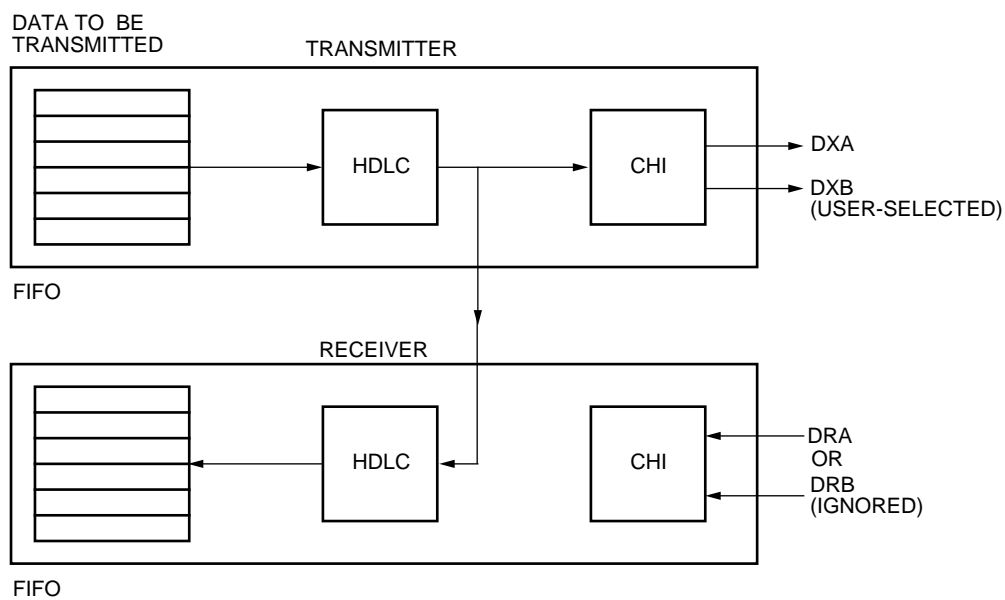 DATA TO BE
TRANSMITTED
TRANSMITTER
HDLC
CHI
DXA
DXB
(USER-SELECTED)
FIFO
RECEIVER
HDLC
CHI
DRA
OR
DRB
(IGNORED)
FIFO